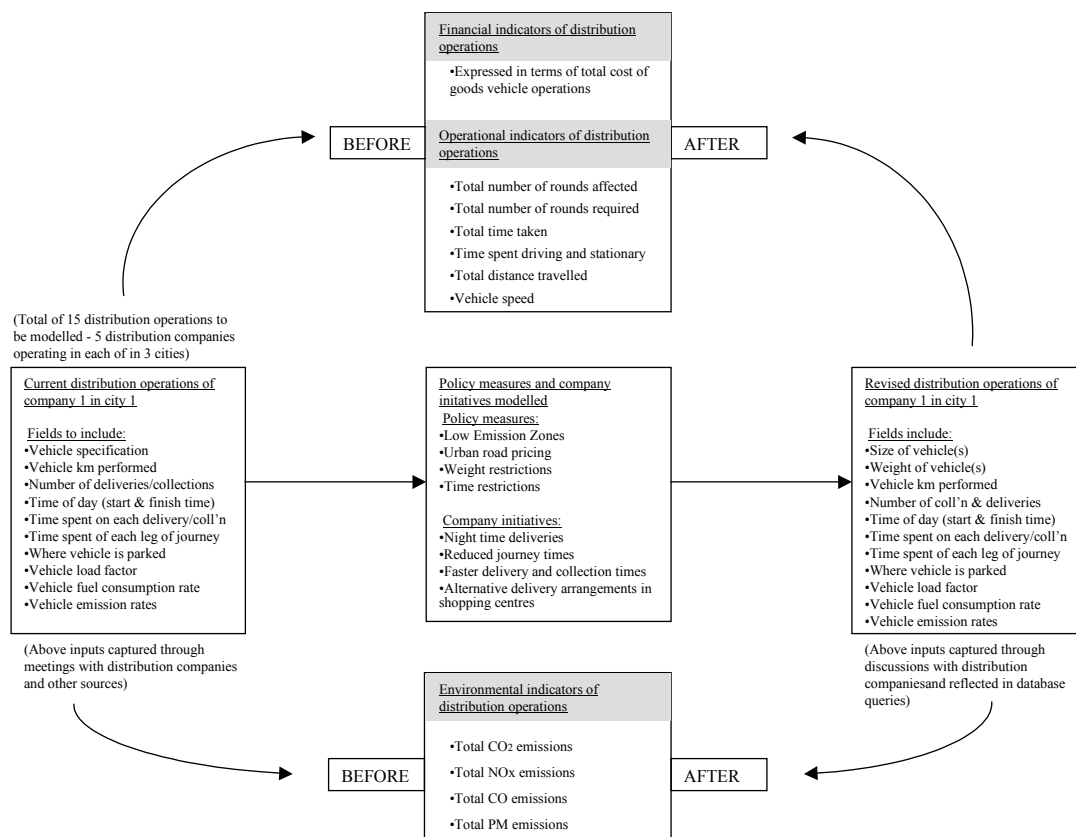 Financial indicators of distribution
operations
•Expressed in terms of total cost of
goods vehicle operations
BEFORE
Operational indicators of distribution
operations
AFTER
•Total number of rounds affected
•Total number of rounds required
•Total time taken
•Time spent driving and stationary
•Total distance travelled
•Vehicle speed
(Total of 15 distribution operations to
be modelled - 5 distribution companies
operating in each of in 3 cities)
Current distribution operations of
company 1 in city 1
Fields to include:
•Vehicle specification
•Vehicle km performed
•Number of deliveries/collections
•Time of day (start & finish time)
•Time spent on each delivery/coll'n
•Time spent of each leg of journey
•Where vehicle is parked
•Vehicle load factor
•Vehicle fuel consumption rate
•Vehicle emission rates
(Above inputs captured through
meetings with distribution companies
and other sources)
Policy measures and company
initatives modelled
Policy measures:
•Low Emission Zones
•Urban road pricing
•Weight restrictions
•Time restrictions
Company initiatives:
•Night time deliveries
•Reduced journey times
•Faster delivery and collection times
•Alternative delivery arrangements in
shopping centres
Revised distribution operations of
company 1 in city 1
Fields include:
•Size of vehicle(s)
•Weight of vehicle(s)
•Vehicle km performed
•Number of coll'n & deliveries
•Time of day (start & finish time)
•Time spent on each delivery/coll'n
•Time spent of each leg of journey
•Where vehicle is parked
•Vehicle load factor
•Vehicle fuel consumption rate
•Vehicle emission rates
(Above inputs captured through
discussions with distribution
companiesand reflected in database
queries)
Environmental indicators of
distribution operations
BEFORE
•Total CO2 emissions
•Total NOx emissions
•Total CO emissions
•Total PM emissions
AFTER